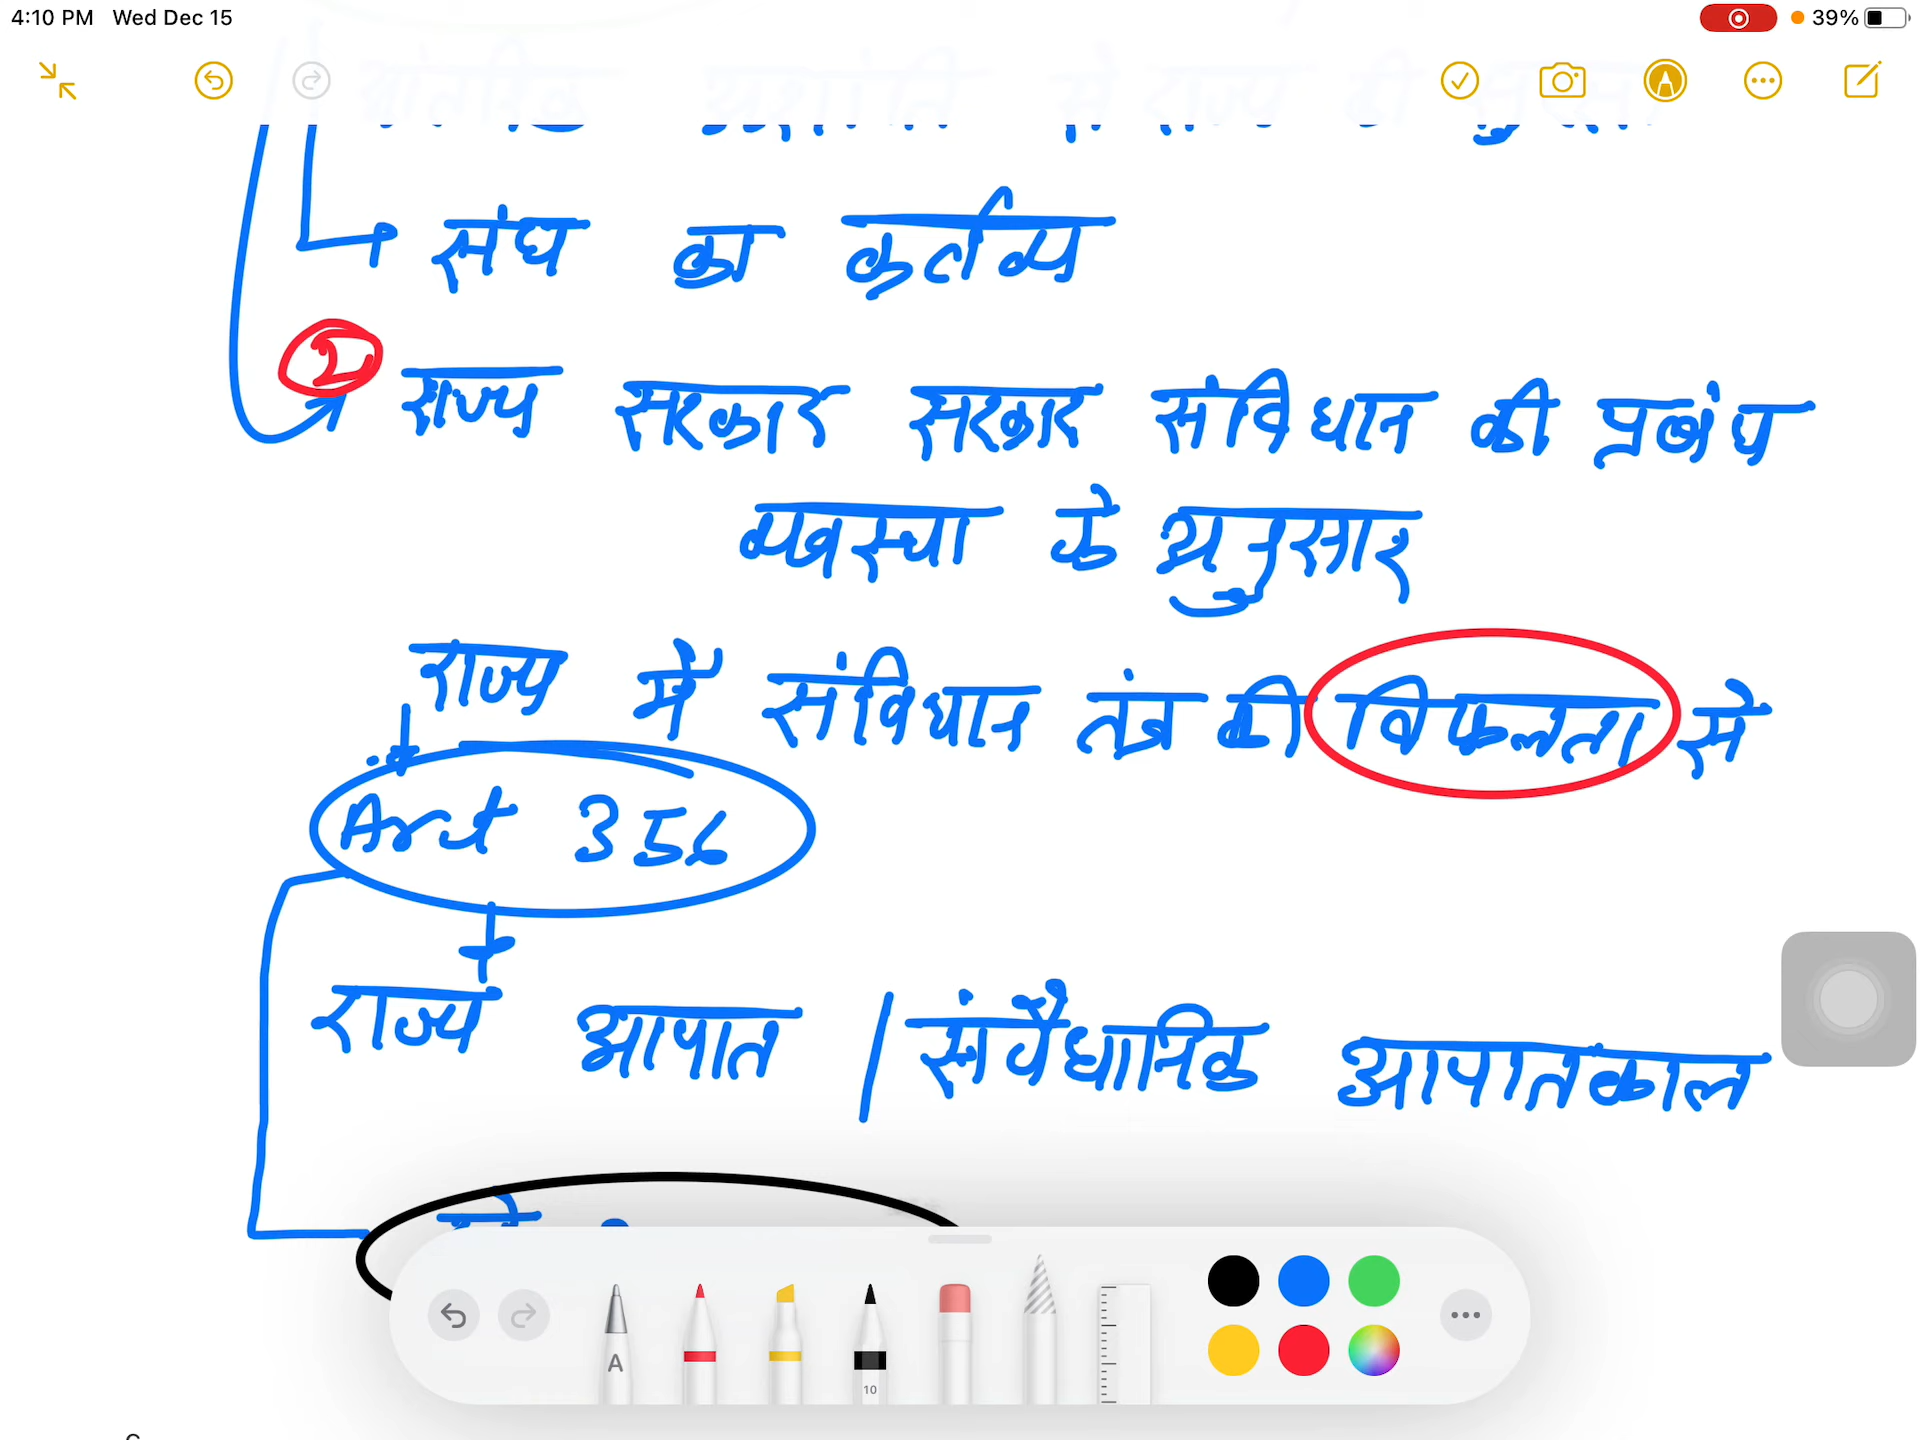 4:10 PM Wed Dec 15 39%
संघ का कर्तव्य
2 राज्य सरकार सरकार संविधान की प्रबंध
व्यवस्था के अनुसार
राज्य में संविधान तंत्र की विफलता से
Art 356
राज्य आपात / संवैधानिक आपातकाल
A 10